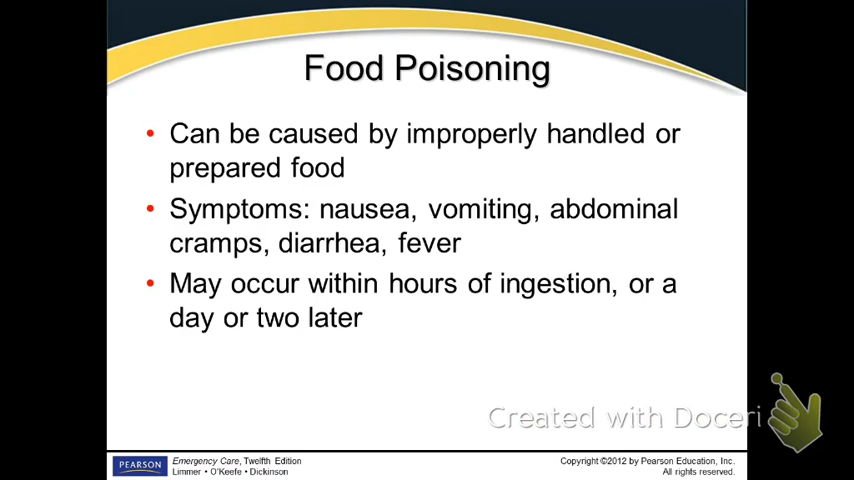 Food Poisoning
• Can be caused by improperly handled or
prepared food
• Symptoms: nausea, vomiting, abdominal
cramps, diarrhea, fever
• May occur within hours of ingestion, or a
day or two later
Created with Doceri
PEARSON
Emergency Care, Twelfth Edition
Limmer • O'Keefe • Dickinson
Copyright ©2012 by Pearson Education, Inc.
All rights reserved.